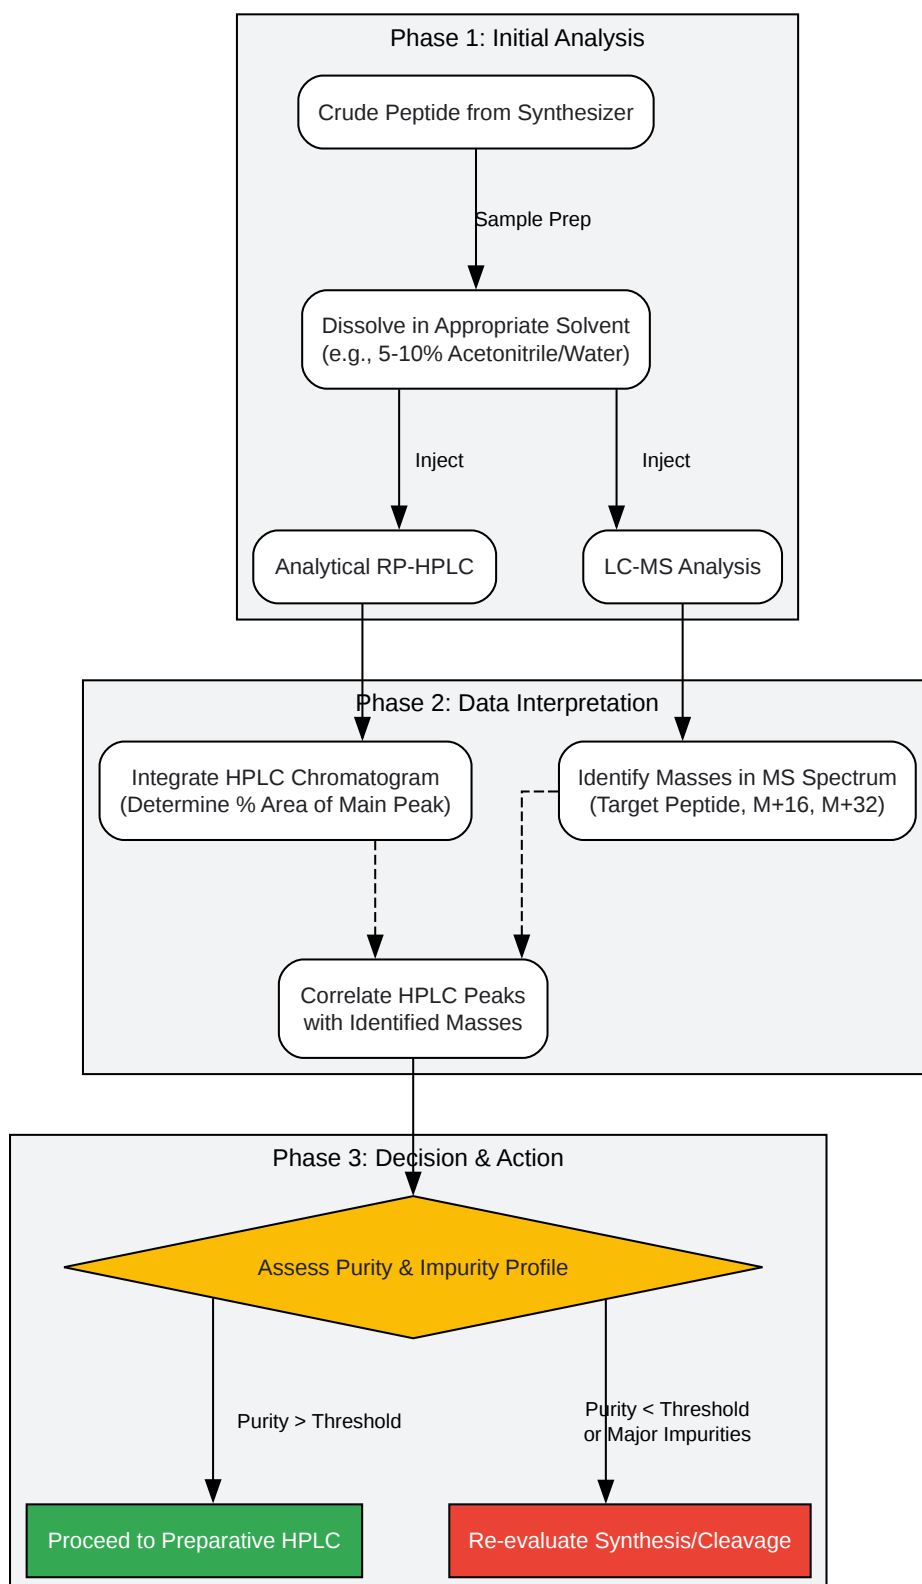 Phase 1: Initial Analysis
Crude Peptide from Synthesizer
Sample Prep
Dissolve in Appropriate Solvent
(e.g., 5-10% Acetonitrile/Water)
Inject
Inject
Analytical RP-HPLC
LC-MS Analysis
Phase 2: Data Interpretation
Integrate HPLC Chromatogram
(Determine % Area of Main Peak)
Identify Masses in MS Spectrum
(Target Peptide, M+16, M+32)
Correlate HPLC Peaks
with Identified Masses
Phase 3: Decision & Action
Assess Purity & Impurity Profile
Purity > Threshold
Purity < Threshold
or Major Impurities
Proceed to Preparative HPLC
Re-evaluate Synthesis/Cleavage